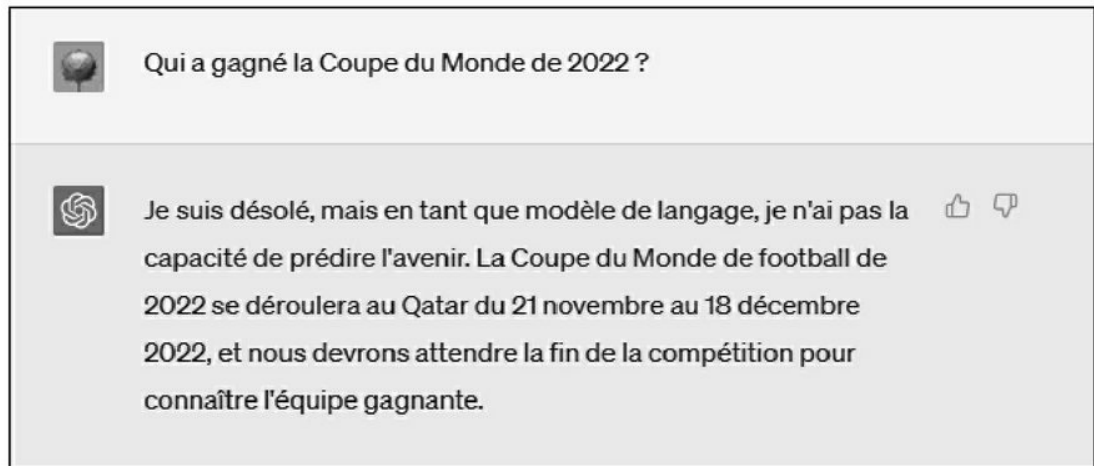 Qui a gagné la Coupe du Monde de 2022 ?
Je suis désolé, mais en tant que modèle de langage, je n'ai pas la
capacité de prédire l'avenir. La Coupe du Monde de football de
2022 se déroulera au Qatar du 21 novembre au 18 décembre
2022, et nous devrons attendre la fin de la compétition pour
connaître l'équipe gagnante.